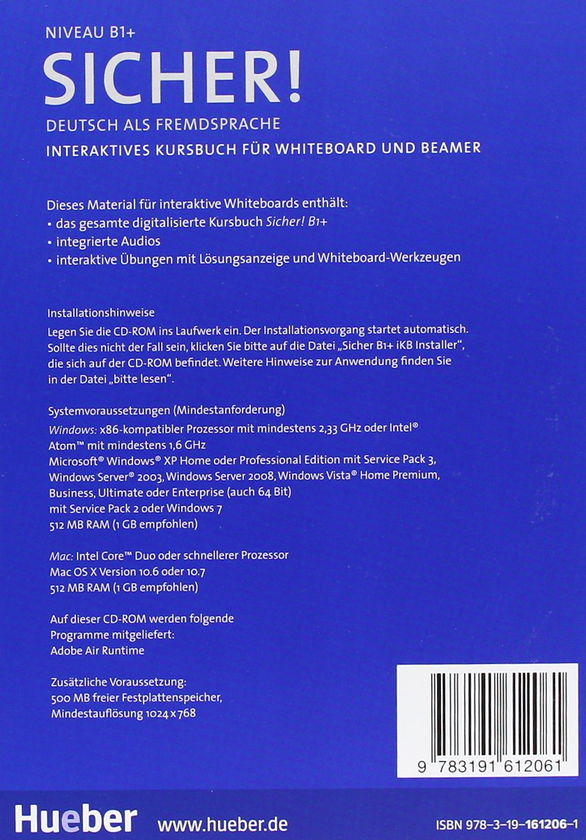 NIVEAU B1+
SICHER!
DEUTSCH ALS FREMDSPRACHE
INTERAKTIVES KURSBUCH FÜR WHITEBOARD UND BEAMER
Dieses Material für interaktive Whiteboards enthält:
• das gesamte digitalisierte Kursbuch Sicher! B1+
• integrierte Audios
• interaktive Übungen mit Lösungsanzeige und Whiteboard-Werkzeugen
Installationshinweise
Legen Sie die CD-ROM ins Laufwerk ein. Der Installationsvorgang startet automatisch.
Sollte dies nicht der Fall sein, klicken Sie bitte auf die Datei „Sicher B1+ iKB Installer“,
die sich auf der CD-ROM befindet. Weitere Hinweise zur Anwendung finden Sie
in der Datei „bitte lesen“.
Systemvoraussetzungen (Mindestanforderung)
Windows: x86-kompatibler Prozessor mit mindestens 2,33 GHz oder Intel®
Atom™ mit mindestens 1,6 GHz
Microsoft® Windows® XP Home oder Professional Edition mit Service Pack 3,
Windows Server® 2003, Windows Server 2008, Windows Vista® Home Premium,
Business, Ultimate oder Enterprise (auch 64 Bit)
mit Service Pack 2 oder Windows 7
512 MB RAM (1 GB empfohlen)
Mac: Intel Core™ Duo oder schnellerer Prozessor
Mac OS X Version 10.6 oder 10.7
512 MB RAM (1 GB empfohlen)
Auf dieser CD-ROM werden folgende
Programme mitgeliefert:
Adobe Air Runtime
Zusätzliche Voraussetzung:
500 MB freier Festplattenspeicher,
Mindestauflösung 1024 x 768
9 783191 612061
Hueber www.hueber.de
ISBN 978-3-19-161206-1